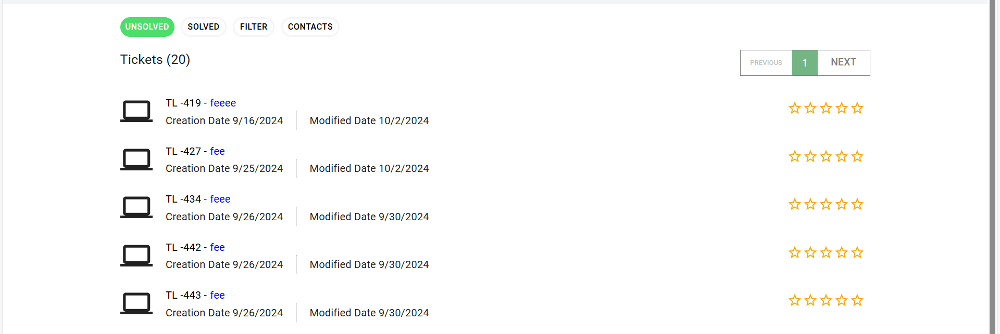 UNSOLVED SOLVED FILTER CONTACTS
Tickets (20)
PREVIOUS 1 NEXT
TL -419 - feeee
Creation Date 9/16/2024 Modified Date 10/2/2024
TL -427 - fee
Creation Date 9/25/2024 Modified Date 10/2/2024
TL -434 - feee
Creation Date 9/26/2024 Modified Date 9/30/2024
TL -442 - fee
Creation Date 9/26/2024 Modified Date 9/30/2024
TL -443 - fee
Creation Date 9/26/2024 Modified Date 9/30/2024